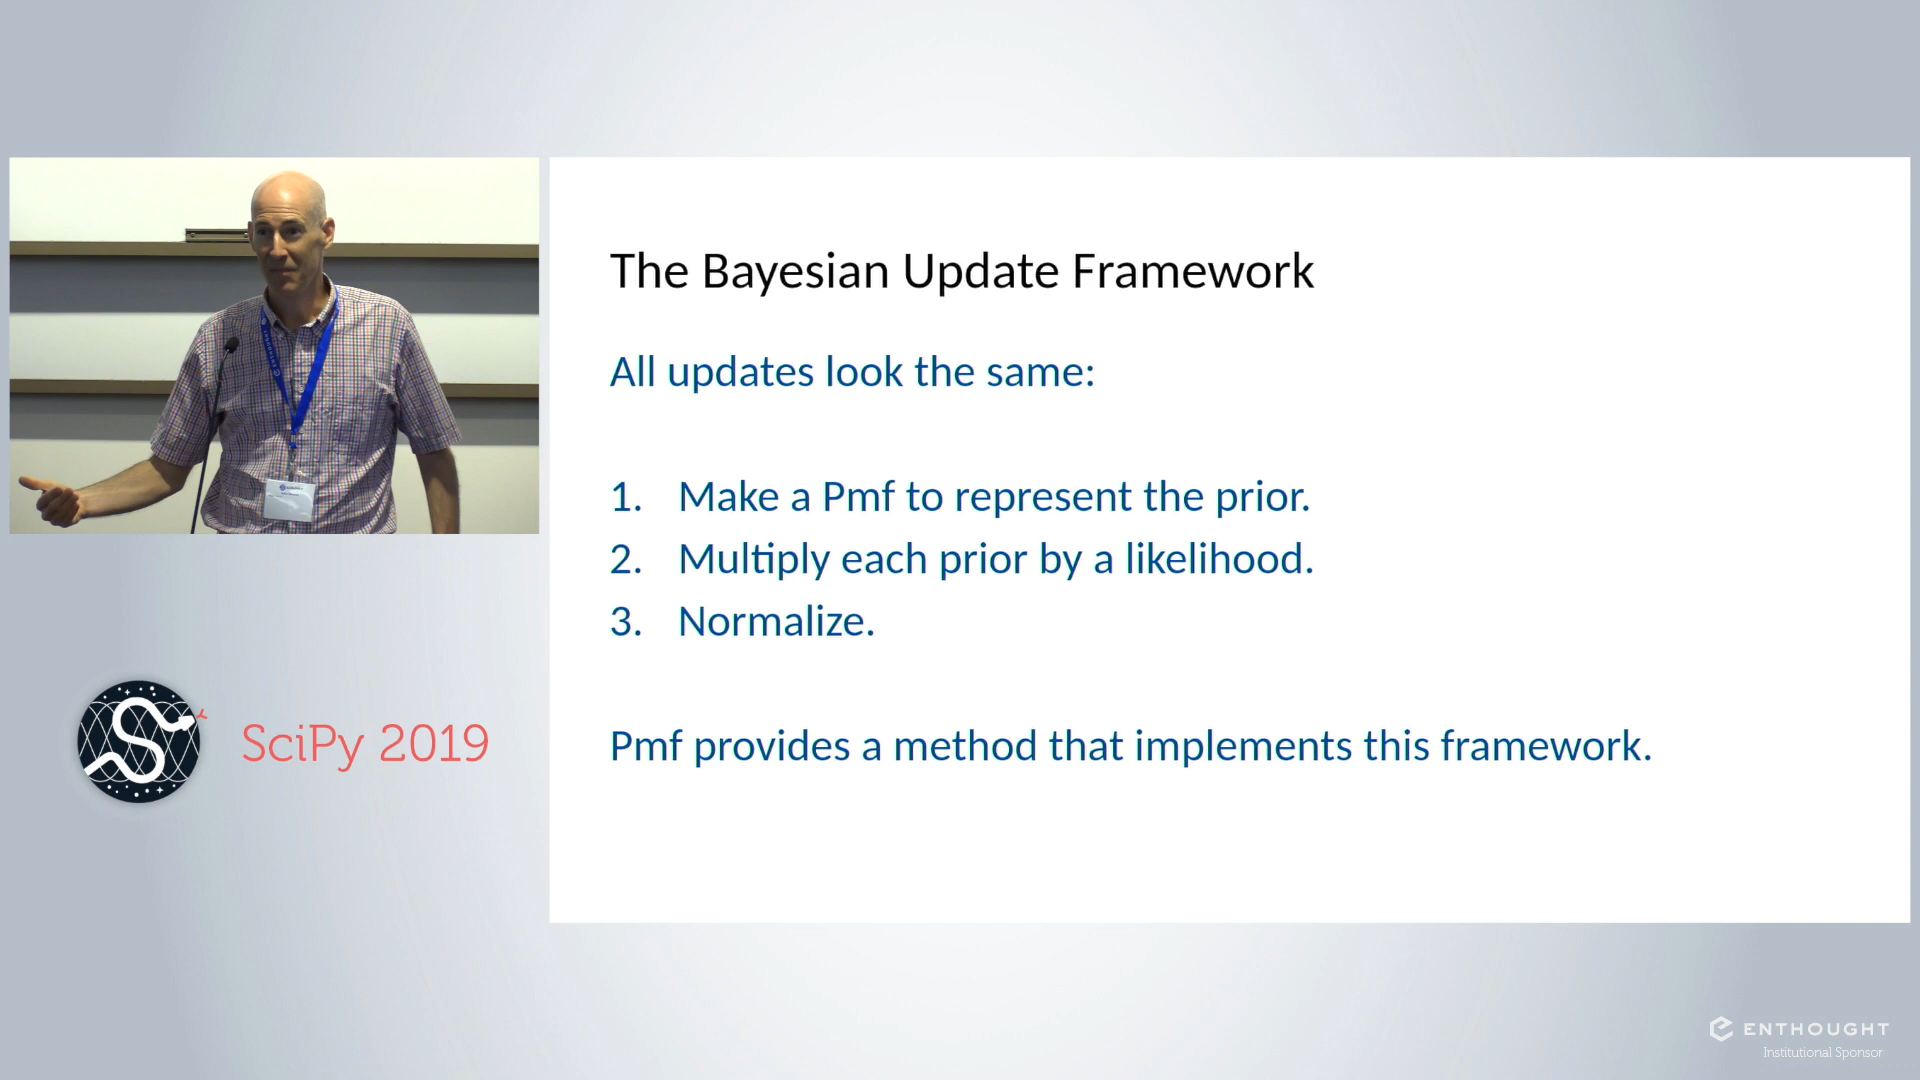 The Bayesian Update Framework
All updates look the same:
1. Make a Pmf to represent the prior.
2. Multiply each prior by a likelihood.
3. Normalize.
Pmf provides a method that implements this framework.
SciPy 2019
ENTHOUGHT
Institutional Sponsor